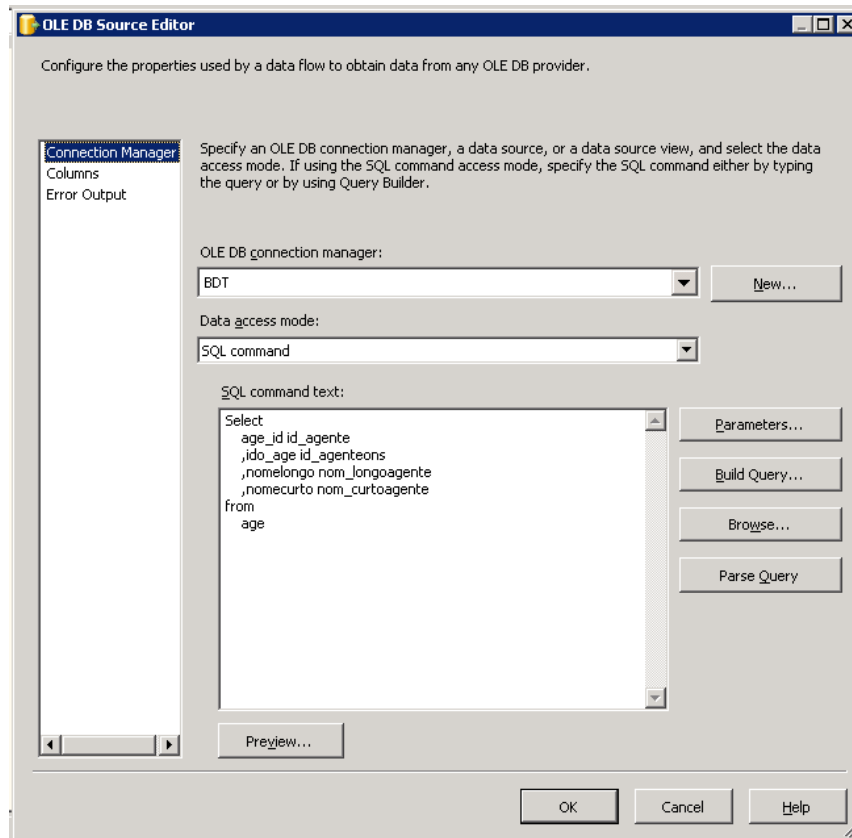 OLE DB Source Editor
Configure the properties used by a data flow to obtain data from any OLE DB provider.
Connection Manager
Columns
Error Output
Specify an OLE DB connection manager, a data source, or a data source view, and select the data
access mode. If using the SQL command access mode, specify the SQL command either by typing
the query or by using Query Builder.
OLE DB connection manager:
BDT
New...
Data access mode:
SQL command
SQL command text:
Select
age_id id_agente
,ido_age id_agenteons
,nomelongo nom_longoagente
,nomecurto nom_curtoagente
from
age
Parameters...
Build Query...
Browse...
Parse Query
Preview...
OK
Cancel
Help